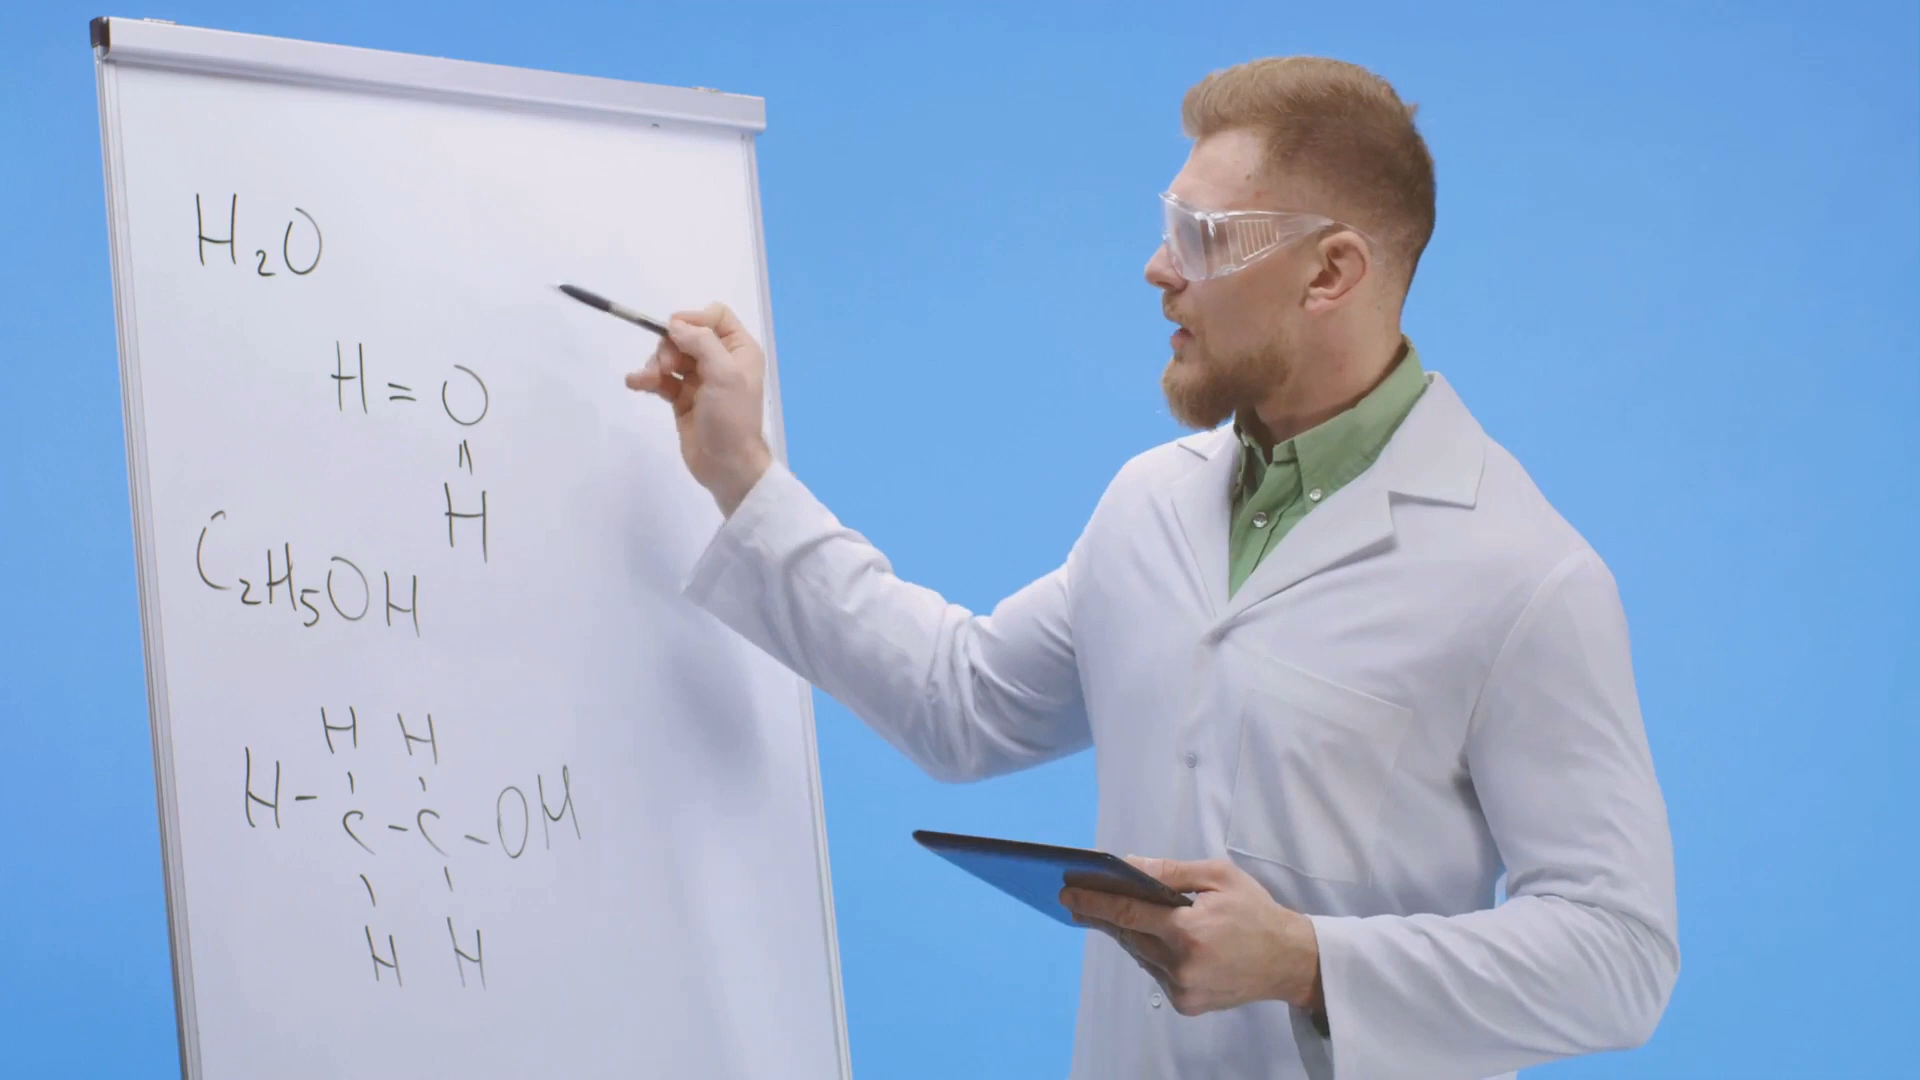 H₂O
H = O
=
H
C₂H₅OH
H H
H - C - C - OH
H H